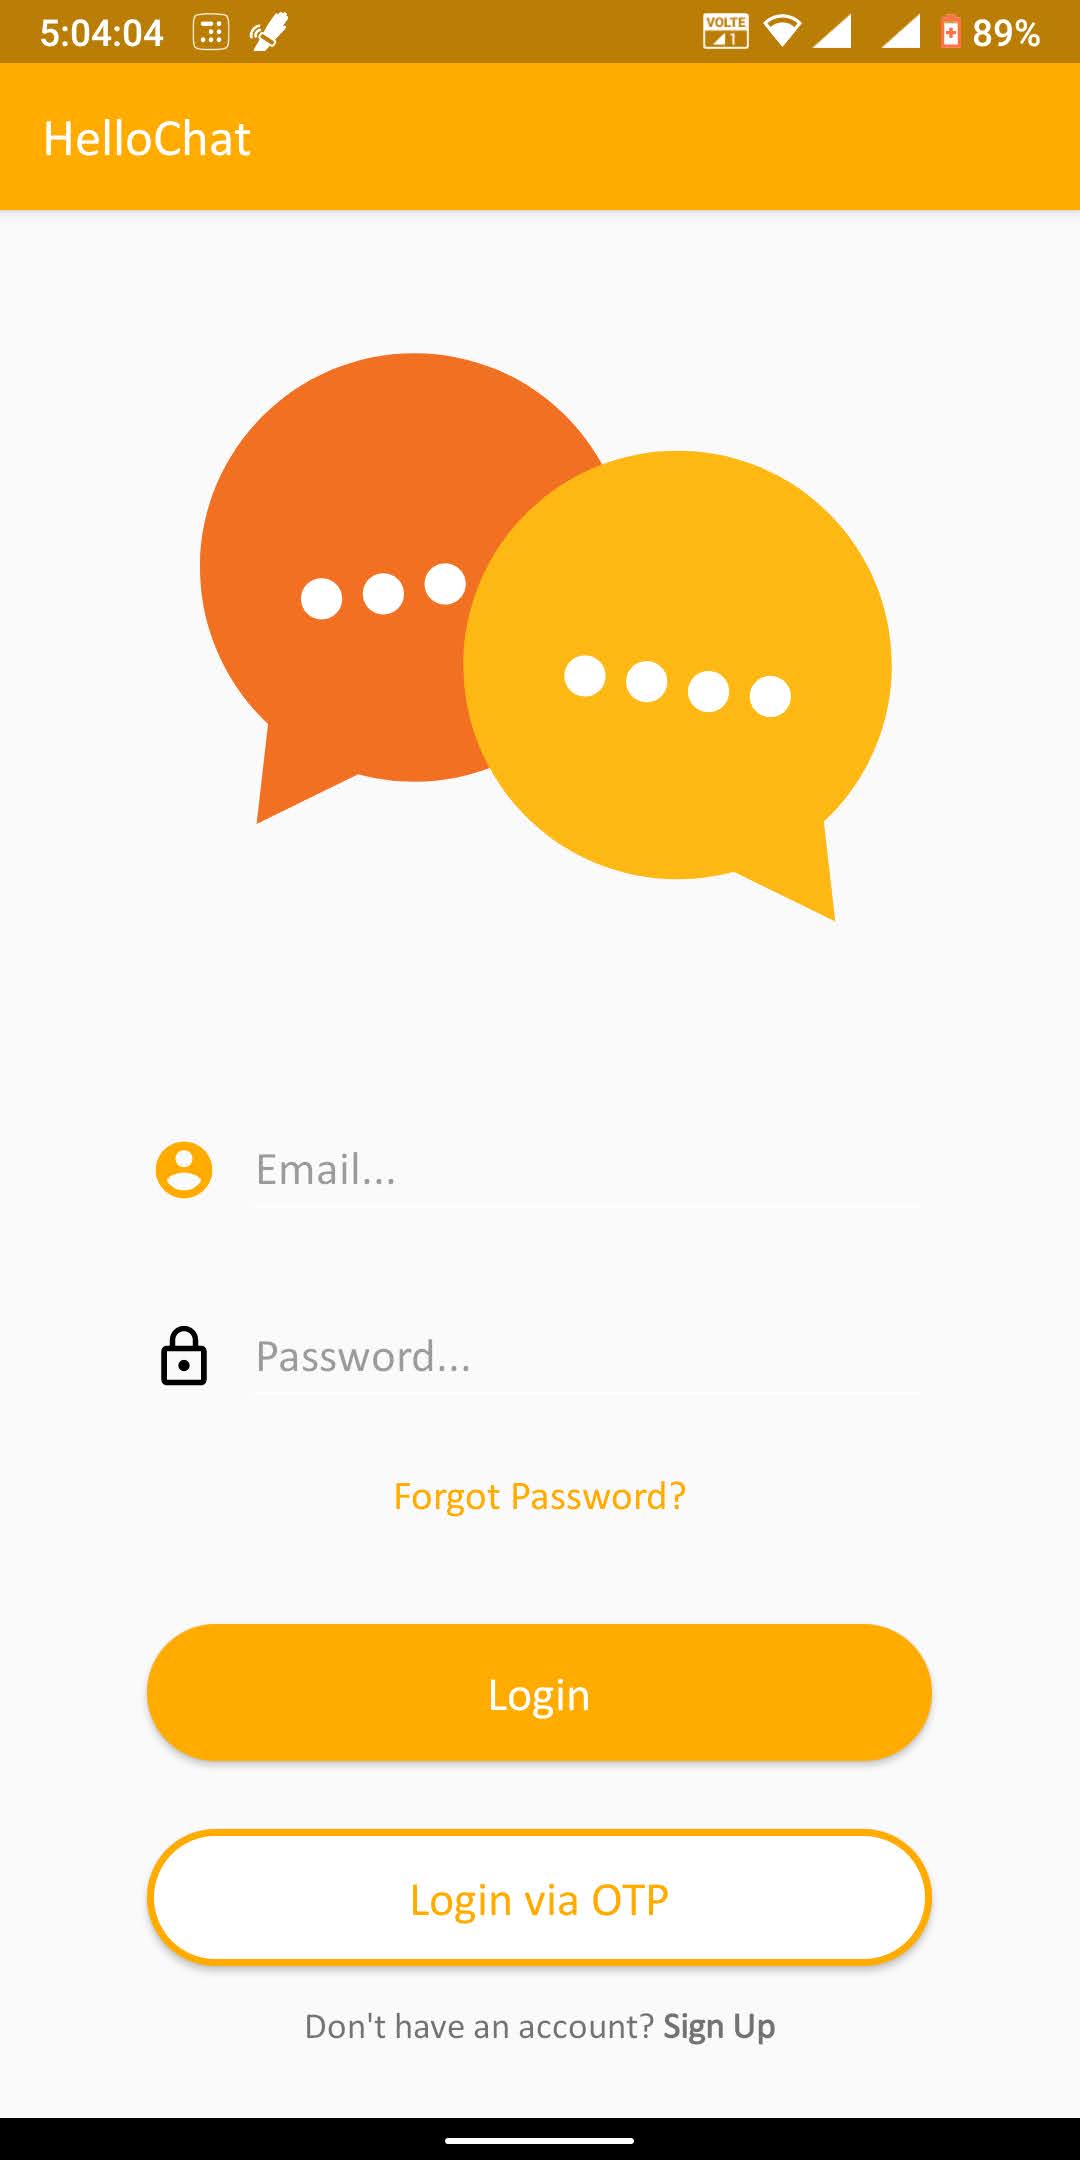 5:04:04 VOLTE 1 89%
HelloChat
Email...
Password...
Forgot Password?
Login
Login via OTP
Don't have an account? Sign Up